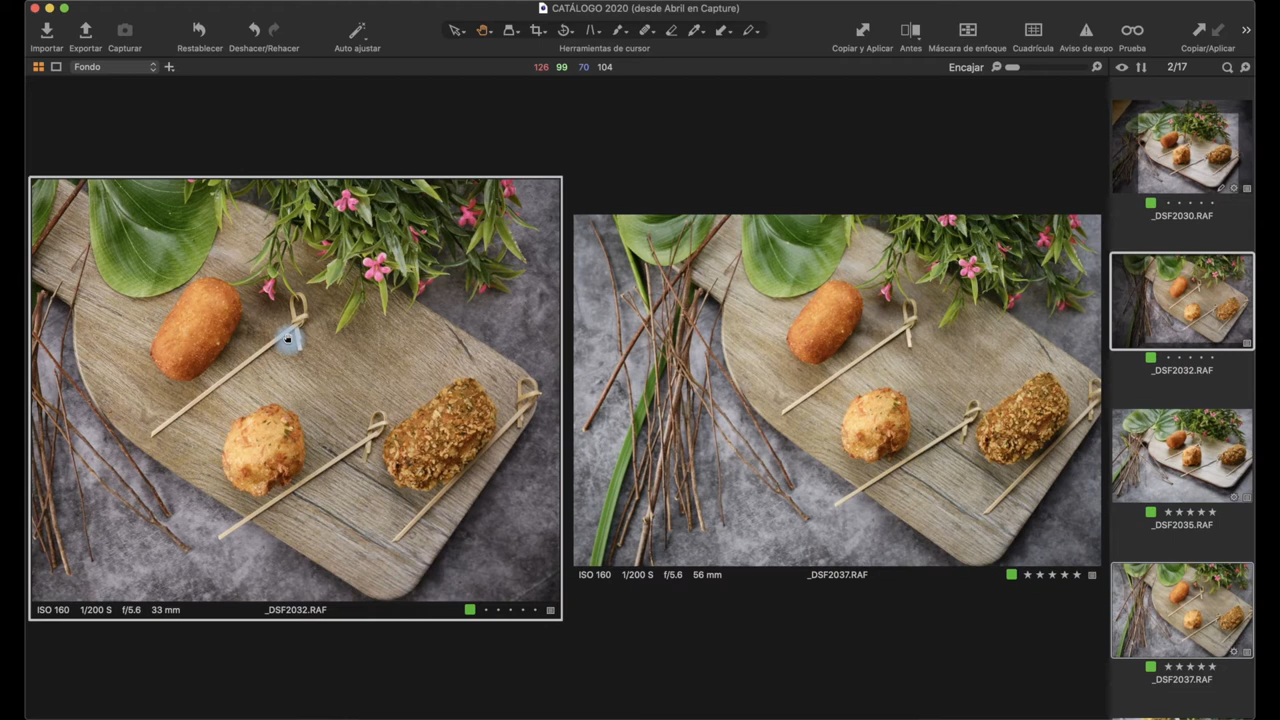 CATÁLOGO 2020 (desde Abril en Capture)
Importar Exportar Capturar Restablecer Deshacer/Rehacer Auto ajustar Herramientas de cursor Copiar y Aplicar Antes Máscara de enfoque Cuadrícula Aviso de expo Prueba Copiar/Aplicar
Fondo 126 99 70 104 Encajar 2/17
_DSF2030.RAF
_DSF2032.RAF
_DSF2035.RAF
ISO 160 1/200 S f/5.6 56 mm _DSF2037.RAF
ISO 160 1/200 S f/5.6 33 mm _DSF2032.RAF
_DSF2037.RAF